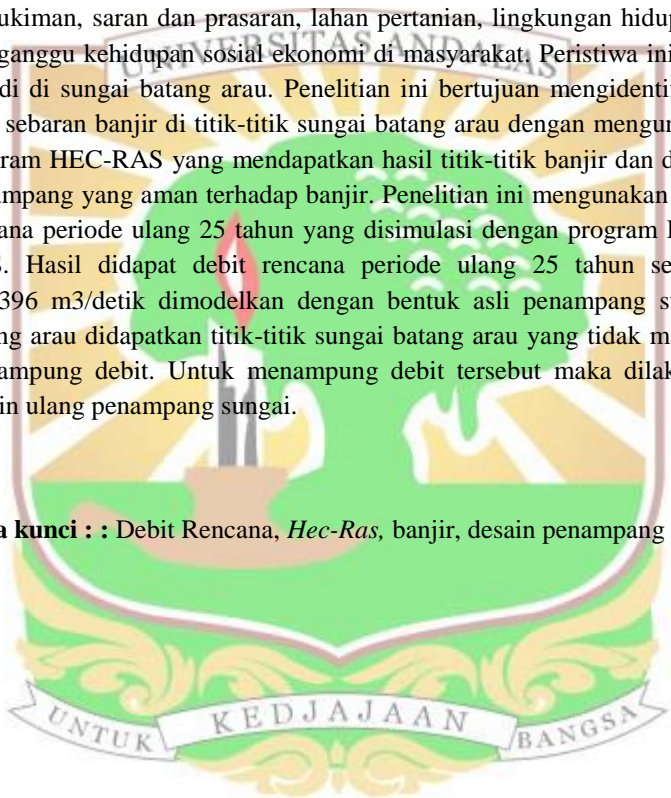 ukiman, saran dan prasaran, lahan pertanian, lingkungan hidup
ganggu kehidupan sosial ekonomi di masyarakat. Peristiwa ini
UNIVERSITAS ANDALAS
di di sungai batang arau. Penelitian ini bertujuan mengidentif
sebaran banjir di titik-titik sungai batang arau dengan mengun
ram HEC-RAS yang mendapatkan hasil titik-titik banjir dan d
mpang yang aman terhadap banjir. Penelitian ini mengunakan
ana periode ulang 25 tahun yang disimulasi dengan program
. Hasil didapat debit rencana periode ulang 25 tahun se
396 m3/detik dimodelkan dengan bentuk asli penampang su
ng arau didapatkan titik-titik sungai batang arau yang tidak m
ampung debit. Untuk menampung debit tersebut maka dilak
in ulang penampang sungai.
a kunci : : Debit Rencana, Hec-Ras, banjir, desain penampang
UNTUK KEDJAJAAN BANGSA